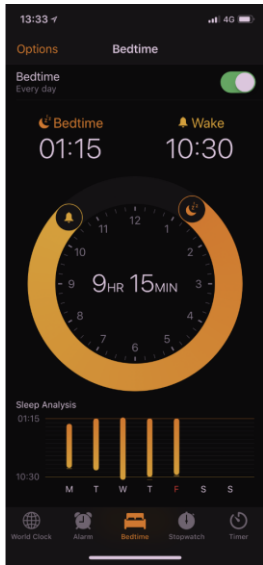 13:33 4G
Options Bedtime
Bedtime
Every day
Bedtime Wake
01:15 10:30
12
11 1
10 2
9 9HR 15MIN 3
8 4
7 5
6
Sleep Analysis
01:15
10:30
M T W T F S S
World Clock Alarm Bedtime Stopwatch Timer